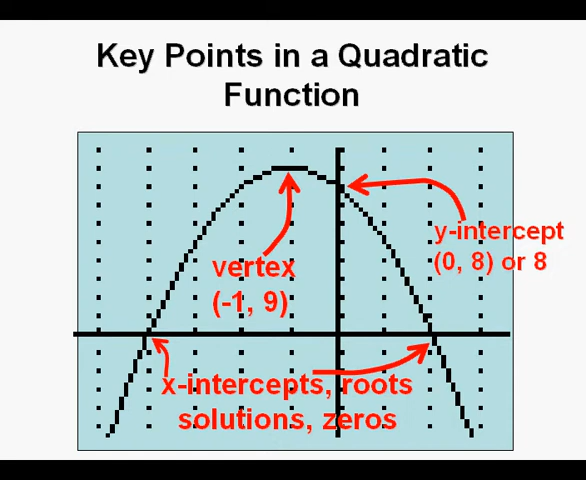 Key Points in a Quadratic
Function
y-intercept
(0, 8) or 8
vertex
(-1, 9)
x-intercepts, roots
solutions, zeros